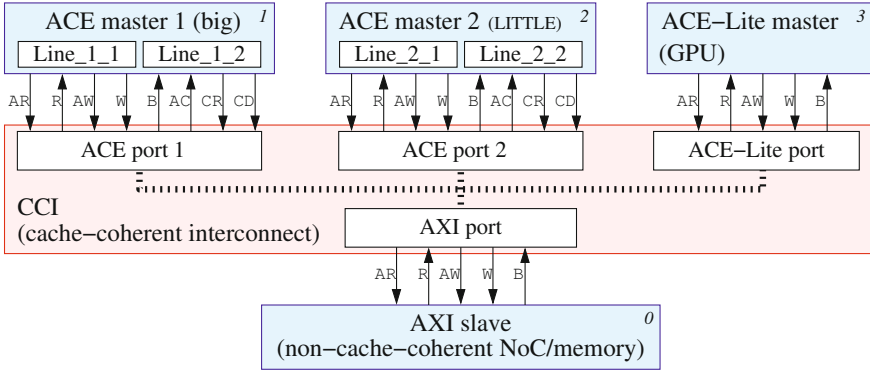 ACE master 1 (big) 1
Line_1_1 Line_1_2
ACE master 2 (LITTLE) 2
Line_2_1 Line_2_2
ACE−Lite master 3
(GPU)
AR R AW W B AC CR CD
AR R AW W B AC CR CD
AR R AW W B
ACE port 1
ACE port 2
ACE−Lite port
CCI
(cache−coherent interconnect)
AXI port
AR R AW W B
AXI slave 0
(non−cache−coherent NoC/memory)